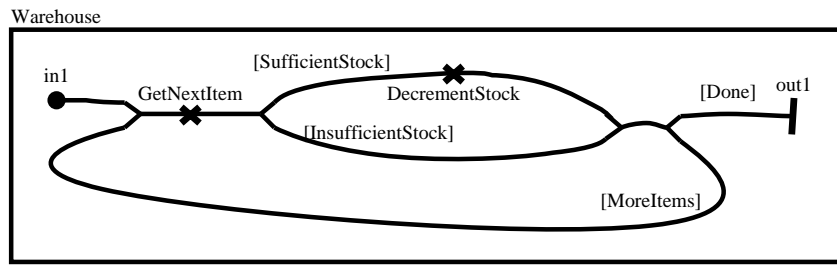 Warehouse
in1
GetNextItem
[SufficientStock]
DecrementStock
[InsufficientStock]
[Done]
out1
[MoreItems]